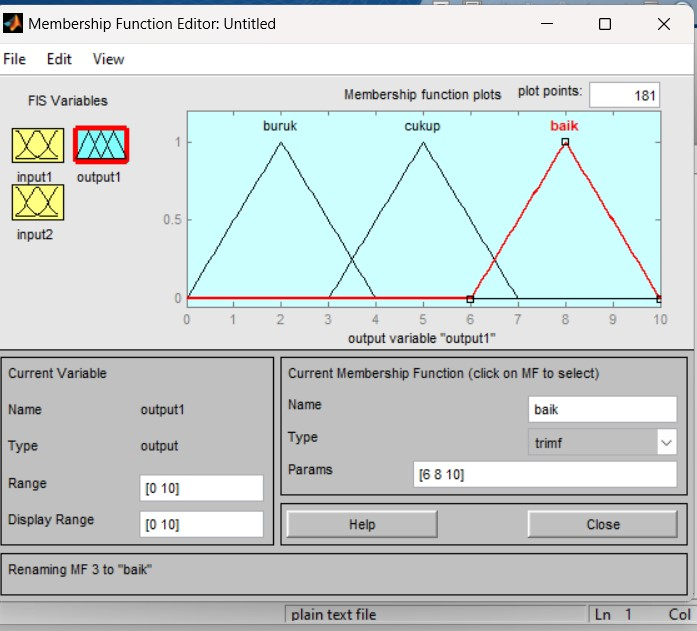 Membership Function Editor: Untitled
File Edit View
FIS Variables
Membership function plots plot points: 181
input1 output1
input2
buruk cukup baik
1
0.5
0
0 1 2 3 4 5 6 7 8 9 10
output variable "output1"
Current Variable
Name output1
Type output
Range [0 10]
Display Range [0 10]
Current Membership Function (click on MF to select)
Name baik
Type trimf
Params [6 8 10]
Help Close
Renaming MF 3 to "baik"
plain text file Ln 1 Col